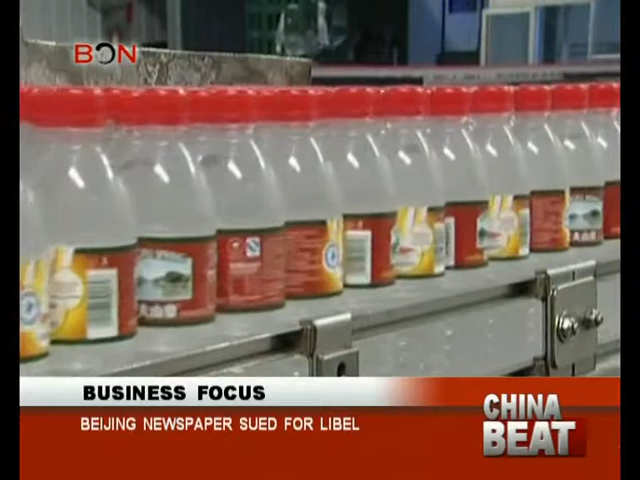 BON
BUSINESS FOCUS
BEIJING NEWSPAPER SUED FOR LIBEL
CHINA
BEAT